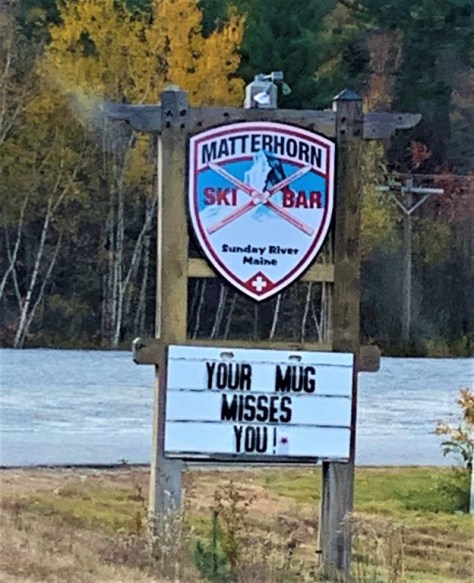 MATTERHORN
SKI BAR
Sunday River
Maine
YOUR MUG
MISSES
YOU!